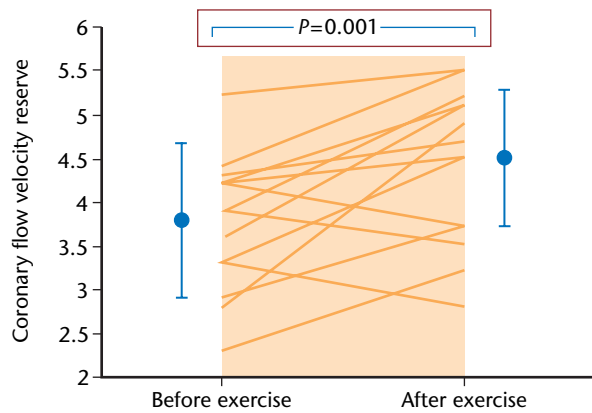 P=0.001
Coronary flow velocity reserve
6
5.5
5
4.5
4
3.5
3
2.5
2
Before exercise
After exercise